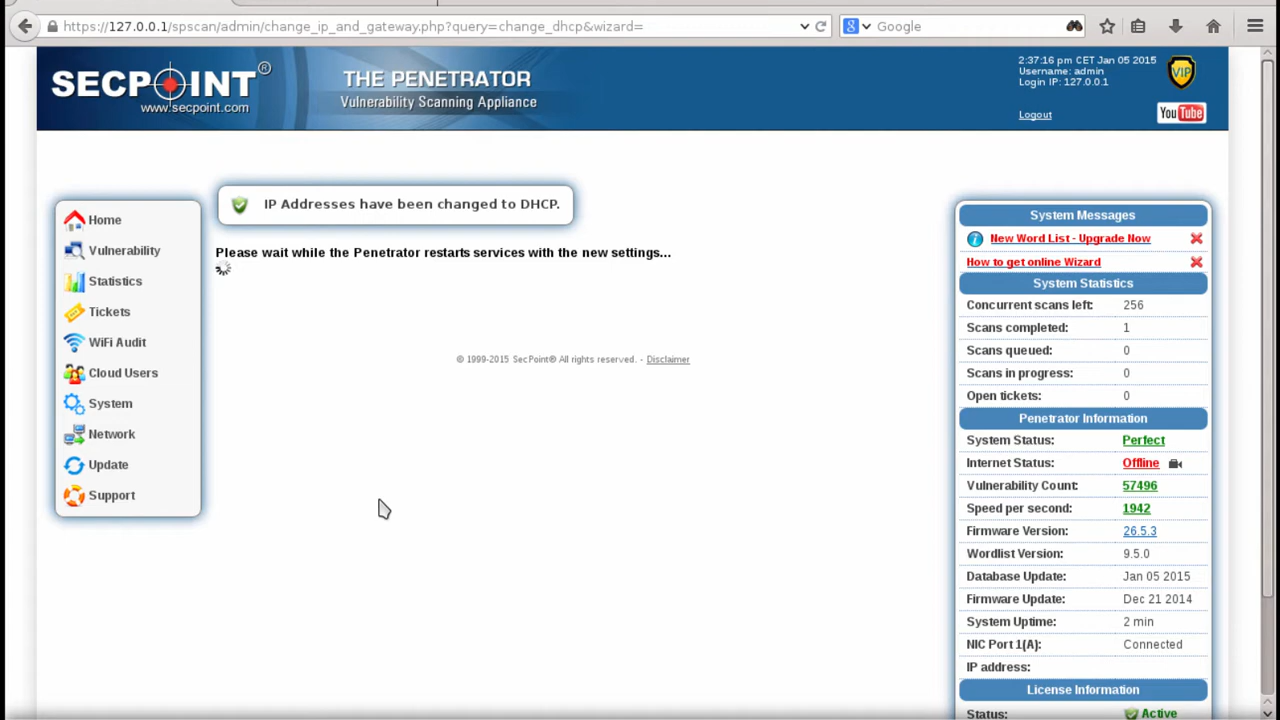 https://127.0.0.1/spscan/admin/change_ip_and_gateway.php?query=change_dhcp&wizard=
Google
SECPOINT®
www.secpoint.com
THE PENETRATOR
Vulnerability Scanning Appliance
2:37:16 pm CET Jan 05 2015
Username: admin
Login IP: 127.0.0.1
Logout
VIP
YouTube
Home
Vulnerability
Statistics
Tickets
WiFi Audit
Cloud Users
System
Network
Update
Support
IP Addresses have been changed to DHCP.
Please wait while the Penetrator restarts services with the new settings...
© 1999-2015 SecPoint® All rights reserved. - Disclaimer
System Messages
New Word List - Upgrade Now
How to get online Wizard
System Statistics
Concurrent scans left: 256
Scans completed: 1
Scans queued: 0
Scans in progress: 0
Open tickets: 0
Penetrator Information
System Status: Perfect
Internet Status: Offline
Vulnerability Count: 57496
Speed per second: 1942
Firmware Version: 26.5.3
Wordlist Version: 9.5.0
Database Update: Jan 05 2015
Firmware Update: Dec 21 2014
System Uptime: 2 min
NIC Port 1(A): Connected
IP address:
License Information
Status: Active